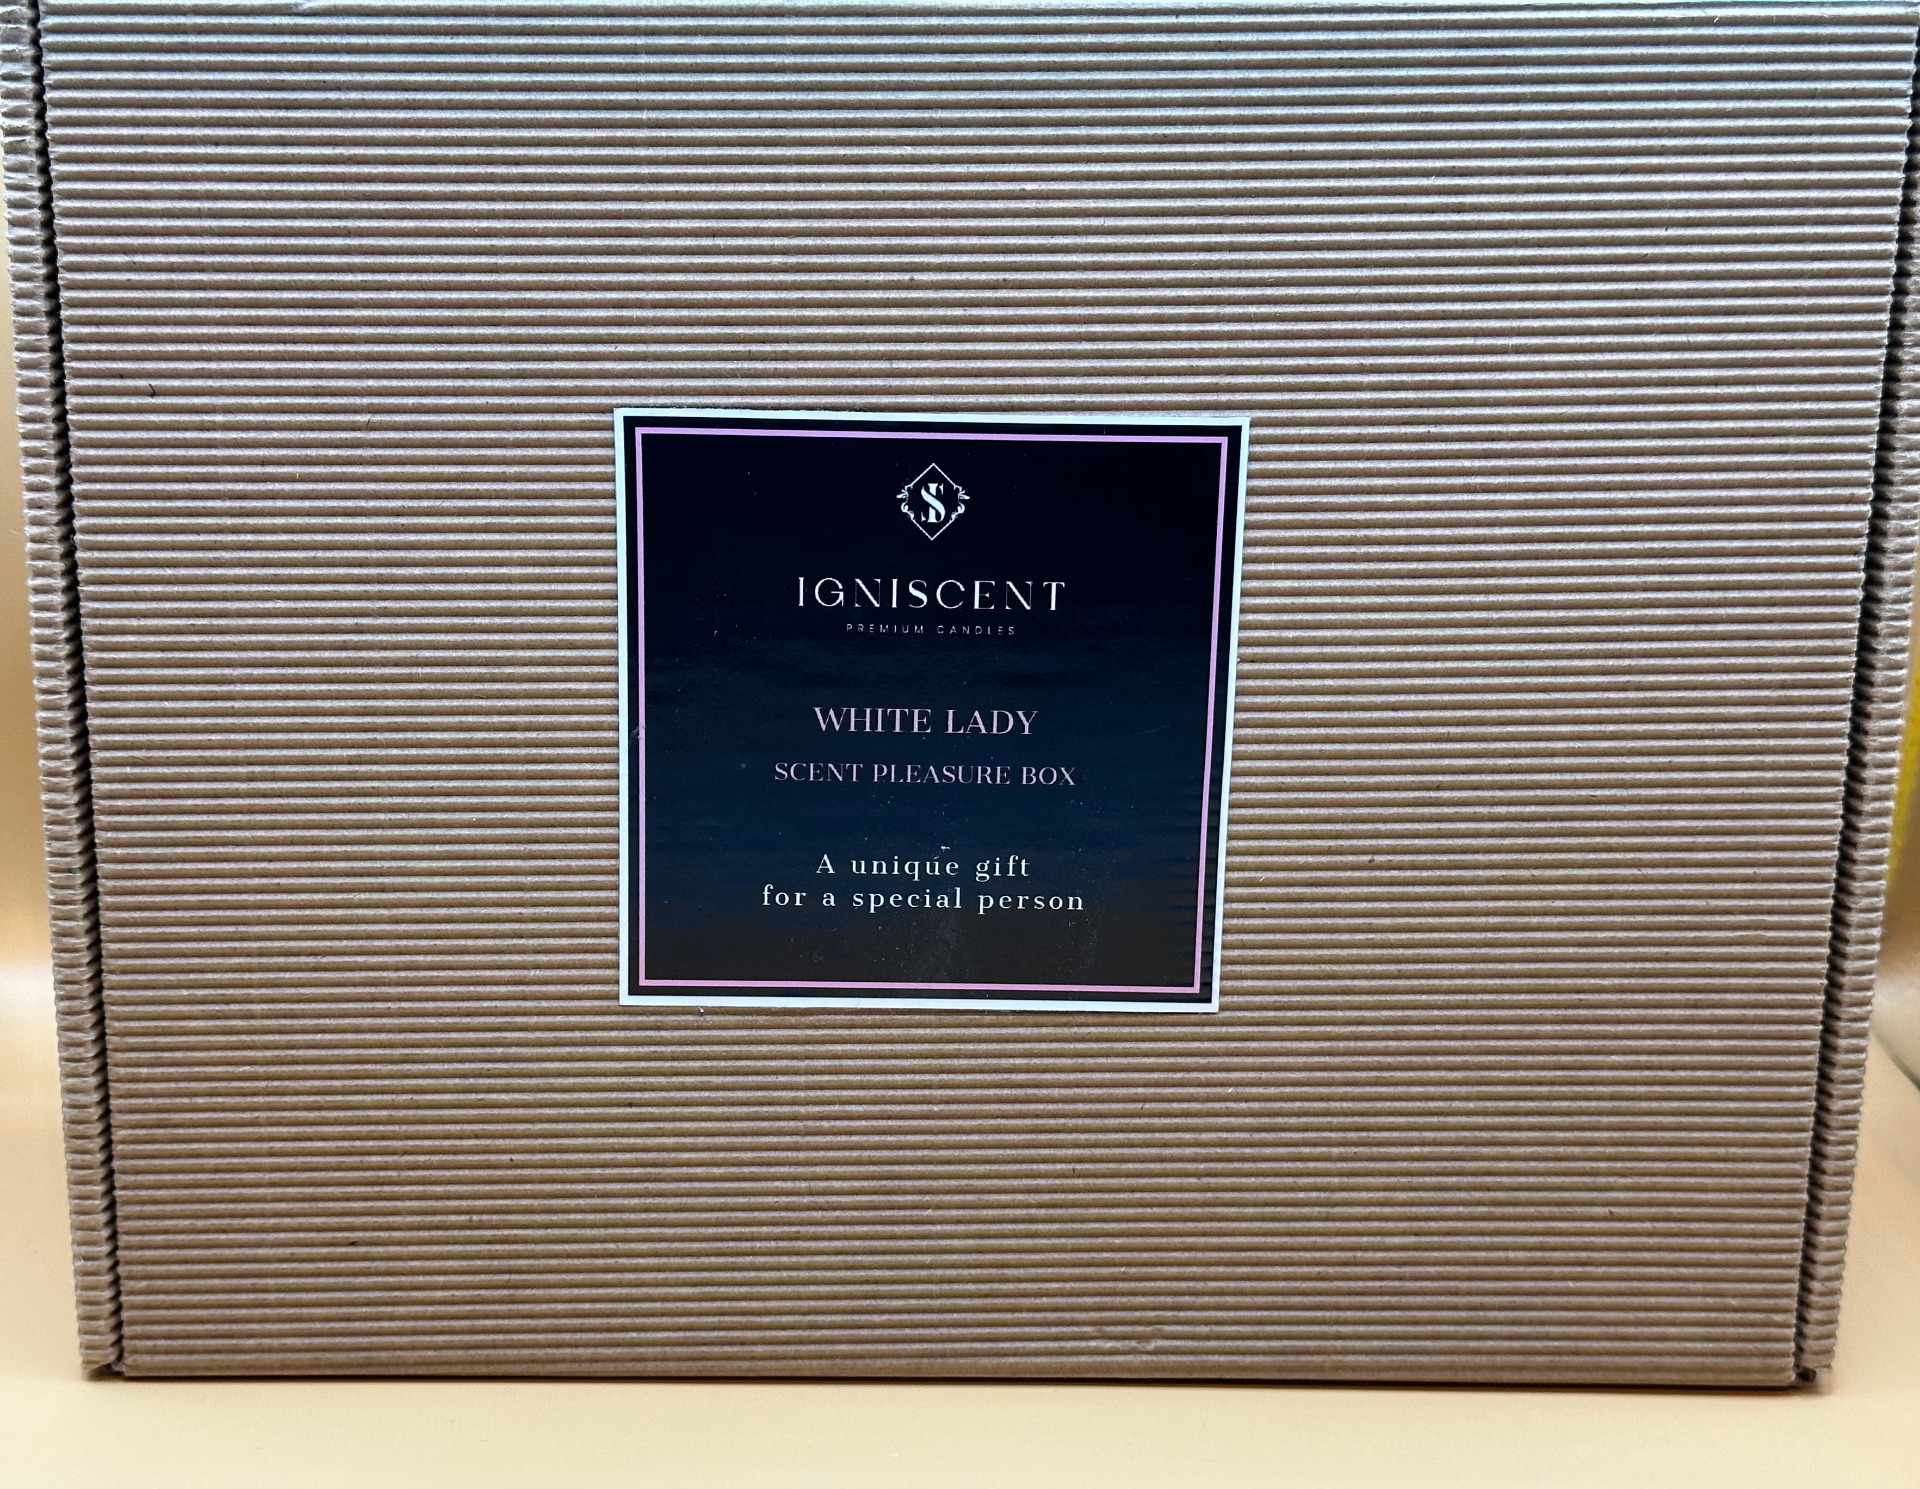 IGNISCENT
PREMIUM CANDLES
WHITE LADY
SCENT PLEASURE BOX
A unique gift
for a special person